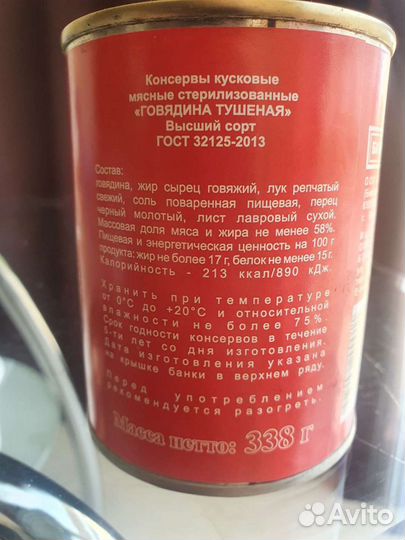 Консервы кусковые
мясные стерилизованные
«ГОВЯДИНА ТУШЕНАЯ»
Высший сорт
ГОСТ 32125-2013
Состав:
говядина, жир сырец говяжий, лук репчатый
свежий, соль поваренная пищевая, перец
черный молотый, лист лавровый сухой.
Массовая доля мяса и жира не менее 58%.
Пищевая и энергетическая ценность на 100 г
продукта: жир не более 17 г, белок не менее 15 г.
Калорийность - 213 ккал/890 кДж.
Хранить при температуре
от 0°С до +20°С и относительной
влажности не более 75%.
Срок годности консервов в течение
5-ти лет со дня изготовления.
Дата изготовления указана
на крышке банки в верхнем ряду.
Перед употреблением
рекомендуется разогреть.
Масса нетто: 338 г
Avito